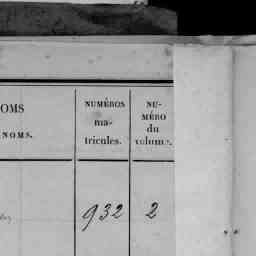 OMS
NOMS.
NUMÉROS
ma-
tricules.
NU-
MÉRO
du
volume.
932
2